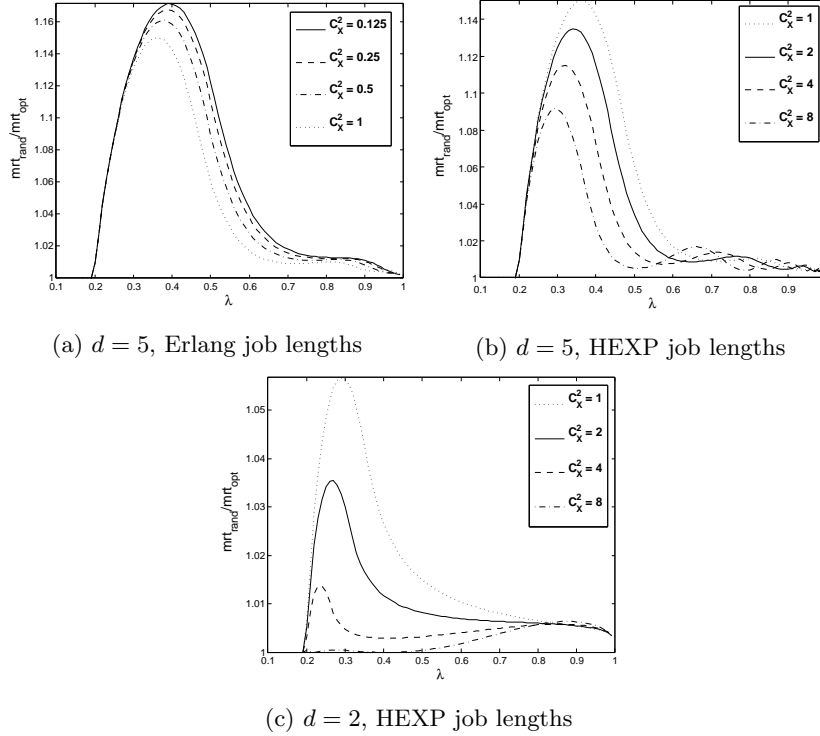 1.16
1.14
1.12
1.1
1.08
1.06
1.04
1.02
1
mrt_rand/mrt_opt
0.1 0.2 0.3 0.4 0.5 0.6 0.7 0.8 0.9 1
λ
C_X^2 = 0.125
C_X^2 = 0.25
C_X^2 = 0.5
C_X^2 = 1
(a) d = 5, Erlang job lengths
1.14
1.12
1.1
1.08
1.06
1.04
1.02
1
mrt_rand/mrt_opt
0.1 0.2 0.3 0.4 0.5 0.6 0.7 0.8 0.9
λ
C_X^2 = 1
C_X^2 = 2
C_X^2 = 4
C_X^2 = 8
(b) d = 5, HEXP job lengths
1.05
1.04
1.03
1.02
1.01
1
mrt_rand/mrt_opt
0.1 0.2 0.3 0.4 0.5 0.6 0.7 0.8 0.9 1
λ
C_X^2 = 1
C_X^2 = 2
C_X^2 = 4
C_X^2 = 8
(c) d = 2, HEXP job lengths